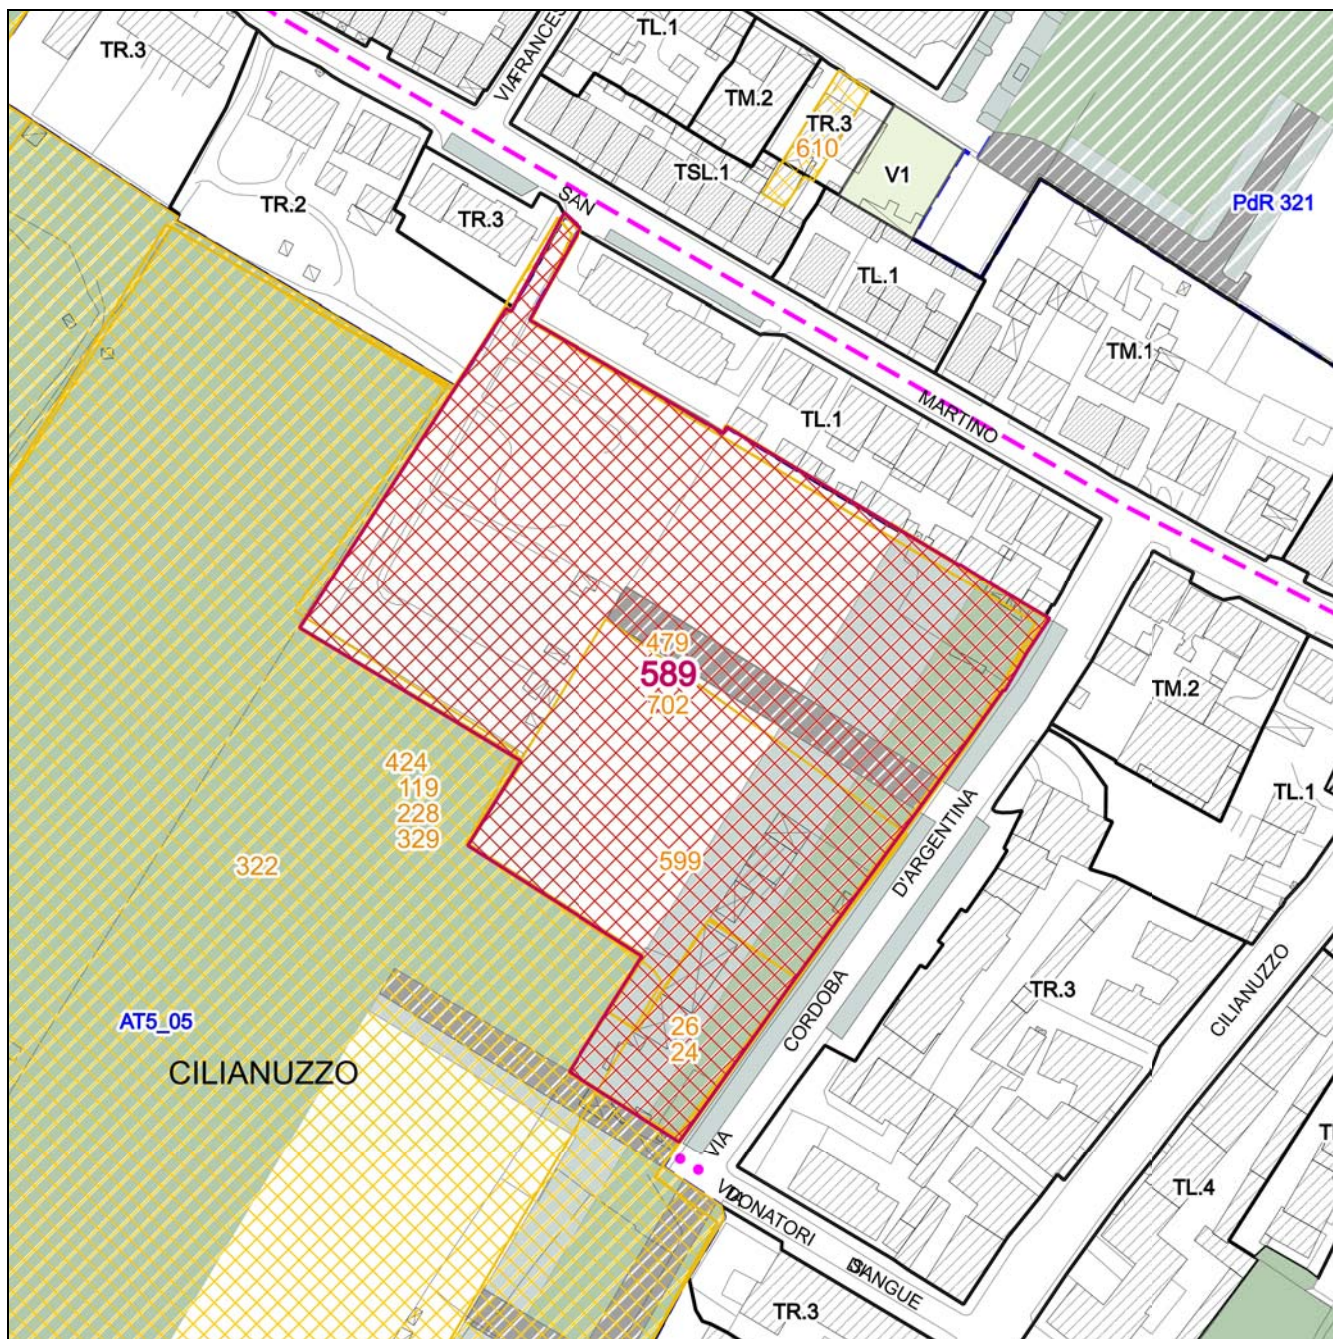 TL.1
VIA FRANCES
TR.3
TM.2
TR.3
610
V1
TSL.1
SAN
TR.2
TR.3
PdR 321
TL.1
TM.1
MARTINO
TL.1
479
589
702
TM.2
TL.1
424
119
228
329
322
599
D'ARGENTINA
CORDOBA
VIA
TR.3
CILIANUZZO
26
24
AT5_05
CILIANUZZO
VIA
DONATORI
DI
SANGUE
TL.4
TR.3